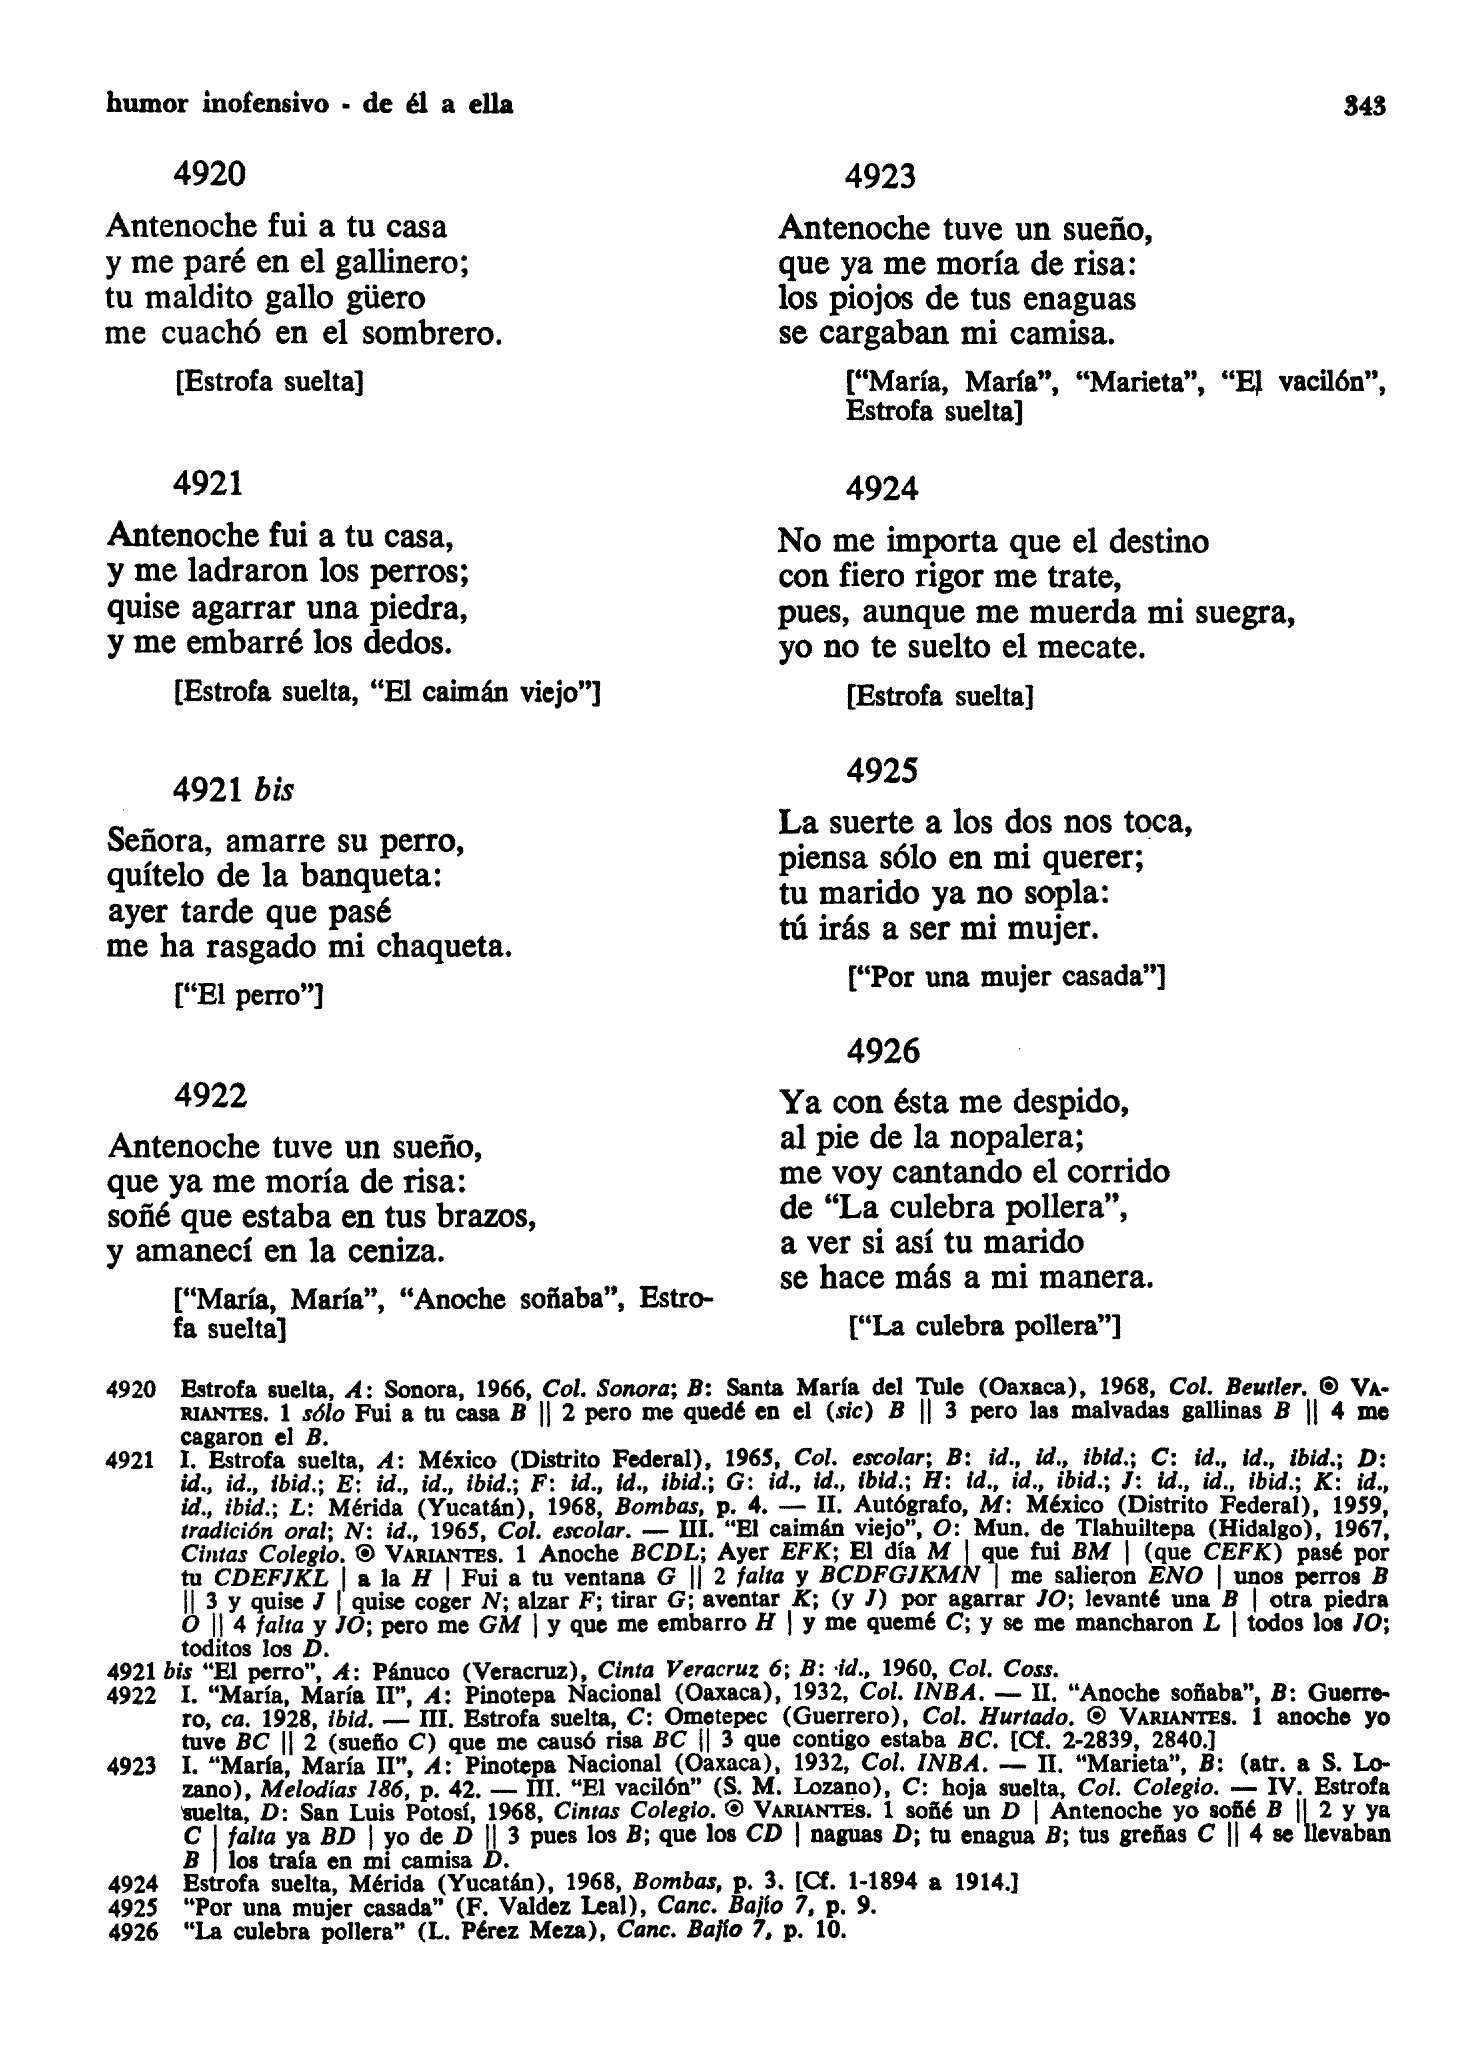 humor inofensivo - de él a ella
343
4920
Antenoche fui a tu casa
y me paré en el gallinero;
tu maldito gallo güero
me cuachó en el sombrero.
[Estrofa suelta]
4921
Antenoche fui a tu casa,
y me ladraron los perros;
quise agarrar una piedra,
y me embarré los dedos.
[Estrofa suelta, “El caimán viejo”]
4921 bis
Señora, amarre su perro,
quítelo de la banqueta:
ayer tarde que pasé
me ha rasgado mi chaqueta.
[“El perro”]
4922
Antenoche tuve un sueño,
que ya me moría de risa:
soñé que estaba en tus brazos,
y amanecí en la ceniza.
[“María, María”, “Anoche soñaba”, Estro-
fa suelta]
4923
Antenoche tuve un sueño,
que ya me moría de risa:
los piojos de tus enaguas
se cargaban mi camisa.
[“María, María”, “Marieta”, “El vacilón”,
Estrofa suelta]
4924
No me importa que el destino
con fiero rigor me trate,
pues, aunque me muerda mi suegra,
yo no te suelto el mecate.
[Estrofa suelta]
4925
La suerte a los dos nos toca,
piensa sólo en mi querer;
tu marido ya no sopla:
tú irás a ser mi mujer.
[“Por una mujer casada”]
4926
Ya con ésta me despido,
al pie de la nopalera;
me voy cantando el corrido
de “La culebra pollera”,
a ver si así tu marido
se hace más a mi manera.
[“La culebra pollera”]
4920 Estrofa suelta, A: Sonora, 1966, Col. Sonora; B: Santa María del Tule (Oaxaca), 1968, Col. Beutler. ⊙ VA-
RIANTES. 1 sólo Fui a tu casa B || 2 pero me quedé en el (sic) B || 3 pero las malvadas gallinas B || 4 me
cagaron el B.
4921 I. Estrofa suelta, A: México (Distrito Federal), 1965, Col. escolar; B: id., id., ibid.; C: id., id., ibid.; D:
id., id., ibid.; E: id., id., ibid.; F: id., id., ibid.; G: id., id., ibid.; H: id., id., ibid.; J: id., id., ibid.; K: id.,
id., ibid.; L: Mérida (Yucatán), 1968, Bombas, p. 4. — II. Autógrafo, M: México (Distrito Federal), 1959,
tradición oral; N: id., 1965, Col. escolar. — III. “El caimán viejo”, O: Mun. de Tlahuiltepa (Hidalgo), 1967,
Cintas Colegio. ⊙ VARIANTES. 1 Anoche BCDL; Ayer EFK; El día M | que fui BM | (que CEFK) pasé por
tu CDEFJKL | a la H | Fui a tu ventana G || 2 falta y BCDFGJKMN | me salieron ENO | unos perros B
|| 3 y quise J | quise coger N; alzar F; tirar G; aventar K; (y J) por agarrar JO; levanté una B | otra piedra
O || 4 falta y JO; pero me GM | y que me embarro H | y me quemé C; y se me mancharon L | todos los JO;
toditos los D.
4921 bis “El perro”, A: Pánuco (Veracruz), Cinta Veracruz 6; B: id., 1960, Col. Coss.
4922 I. “María, María II”, A: Pinotepa Nacional (Oaxaca), 1932, Col. INBA. — II. “Anoche soñaba”, B: Guerre-
ro, ca. 1928, ibid. — III. Estrofa suelta, C: Ometepec (Guerrero), Col. Hurtado. ⊙ VARIANTES. 1 anoche yo
tuve BC || 2 (sueño C) que me causó risa BC || 3 que contigo estaba BC. [Cf. 2-2839, 2840.]
4923 I. “María, María II”, A: Pinotepa Nacional (Oaxaca), 1932, Col. INBA. — II. “Marieta”, B: (atr. a S. Lo-
zano), Melodías 186, p. 42. — III. “El vacilón” (S. M. Lozano), C: hoja suelta, Col. Colegio. — IV. Estrofa
suelta, D: San Luis Potosí, 1968, Cintas Colegio. ⊙ VARIANTES. 1 soñé un D | Antenoche yo soñé B || 2 y ya
C | falta ya BD | yo de D || 3 pues los B; que los CD | naguas D; tu enagua B; tus greñas C || 4 se llevaban
B | los traía en mi camisa D.
4924 Estrofa suelta, Mérida (Yucatán), 1968, Bombas, p. 3. [Cf. 1-1894 a 1914.]
4925 “Por una mujer casada” (F. Valdez Leal), Canc. Bajío 7, p. 9.
4926 “La culebra pollera” (L. Pérez Meza), Canc. Bajío 7, p. 10.